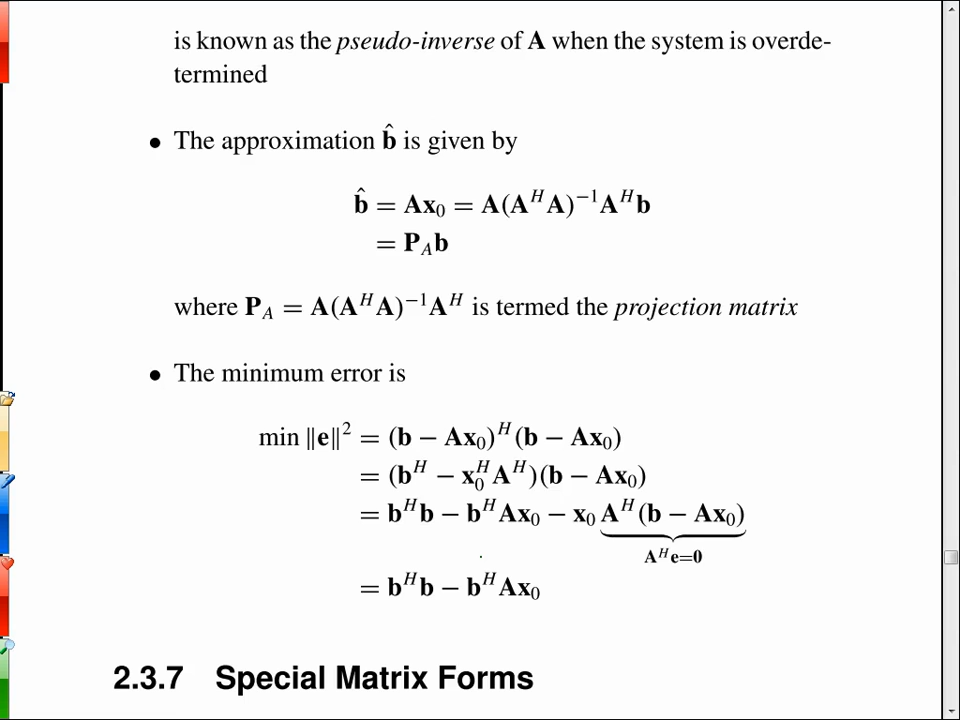 is known as the pseudo-inverse of A when the system is overde-
termined
• The approximation b̂ is given by
b̂ = Ax₀ = A(AᴴA)⁻¹Aᴴb
= P_A b
where P_A = A(AᴴA)⁻¹Aᴴ is termed the projection matrix
• The minimum error is
min ‖e‖² = (b − Ax₀)ᴴ(b − Ax₀)
= (bᴴ − x₀ᴴAᴴ)(b − Ax₀)
= bᴴb − bᴴAx₀ − x₀ Aᴴ(b − Ax₀)
Aᴴe=0
= bᴴb − bᴴAx₀
2.3.7 Special Matrix Forms